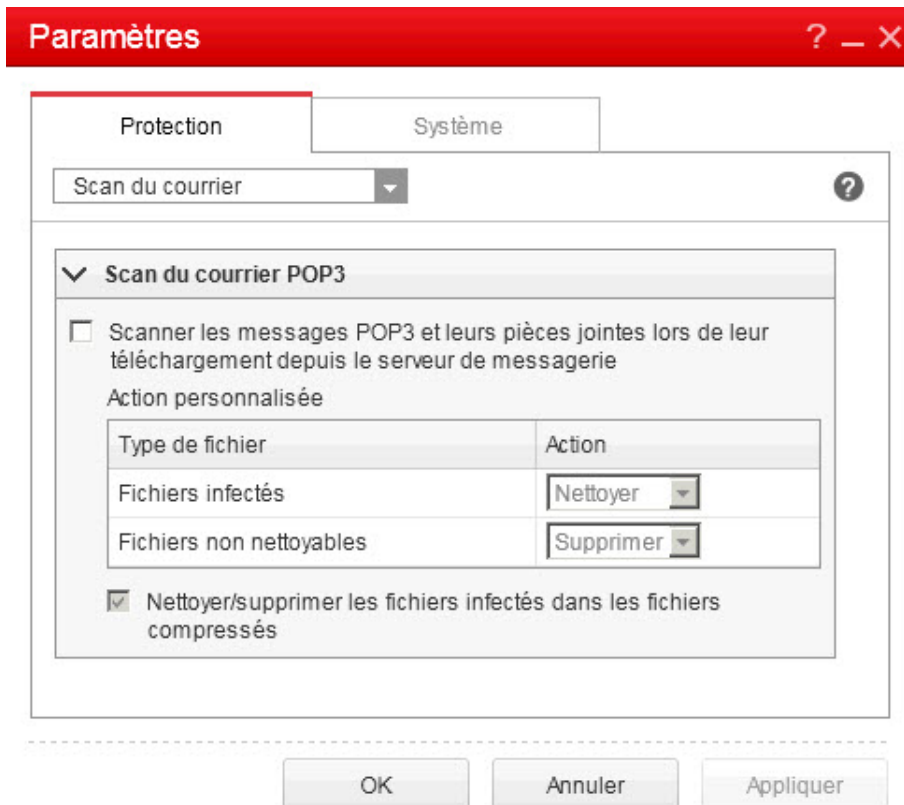 Paramètres
? _ ×
Protection
Système
Scan du courrier
?
Scan du courrier POP3
Scanner les messages POP3 et leurs pièces jointes lors de leur
téléchargement depuis le serveur de messagerie
Action personnalisée
Type de fichier
Action
Fichiers infectés
Nettoyer
Fichiers non nettoyables
Supprimer
Nettoyer/supprimer les fichiers infectés dans les fichiers
compressés
OK
Annuler
Appliquer